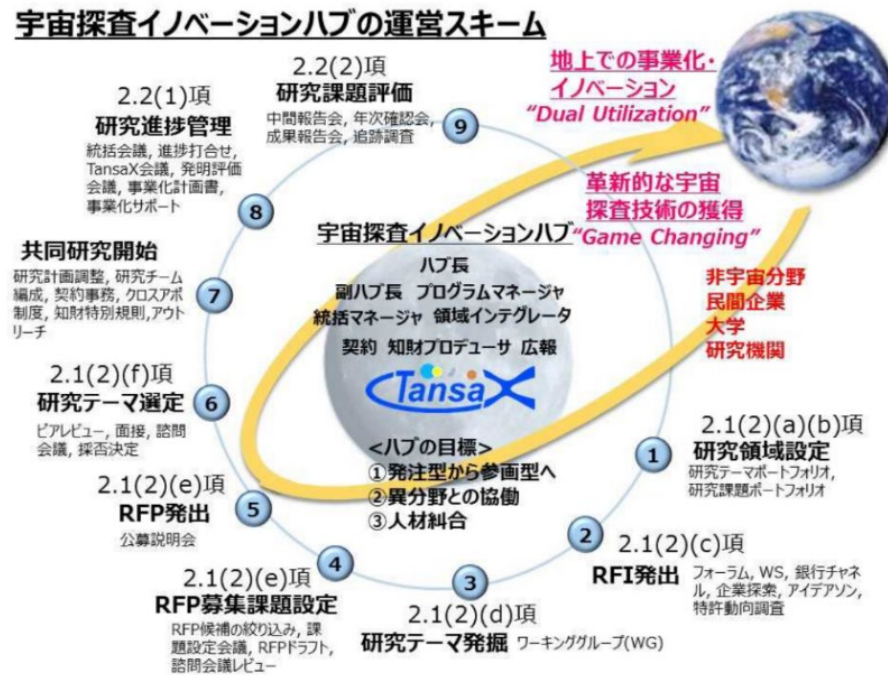 宇宙探査イノベーションハブの運営スキーム
地上での事業化・
イノベーション
“Dual Utilization”
革新的な宇宙
探査技術の獲得
“Game Changing”
非宇宙分野
民間企業
大学
研究機関
宇宙探査イノベーションハブ
ハブ長
副ハブ長 プログラムマネージャ
統括マネージャ 領域インテグレータ
契約 知財プロデューサ 広報
TansaX
<ハブの目標>
①発注型から参画型へ
②異分野との協働
③人材糾合
1
2.1(2)(a)(b)項
研究領域設定
研究テーマポートフォリオ,
研究課題ポートフォリオ
2
2.1(2)(c)項
RFI発出
フォーラム, WS, 銀行チャネ
ル, 企業探索, アイデアソン,
特許動向調査
3
2.1(2)(d)項
研究テーマ発掘 ワーキンググループ(WG)
4
2.1(2)(e)項
RFP募集課題設定
RFP候補の絞り込み, 課
題設定会議, RFPドラフト,
諮問会議レビュー
5
2.1(2)(e)項
RFP発出
公募説明会
6
2.1(2)(f)項
研究テーマ選定
ピアレビュー, 面接, 諮問
会議, 採否決定
7
共同研究開始
研究計画調整, 研究チーム
編成, 契約事務, クロスアポ
制度, 知財特別規則,アウト
リーチ
8
2.2(1)項
研究進捗管理
統括会議, 進捗打合せ,
TansaX会議, 発明評価
会議, 事業化計画書,
事業化サポート
9
2.2(2)項
研究課題評価
中間報告会, 年次確認会,
成果報告会, 追跡調査